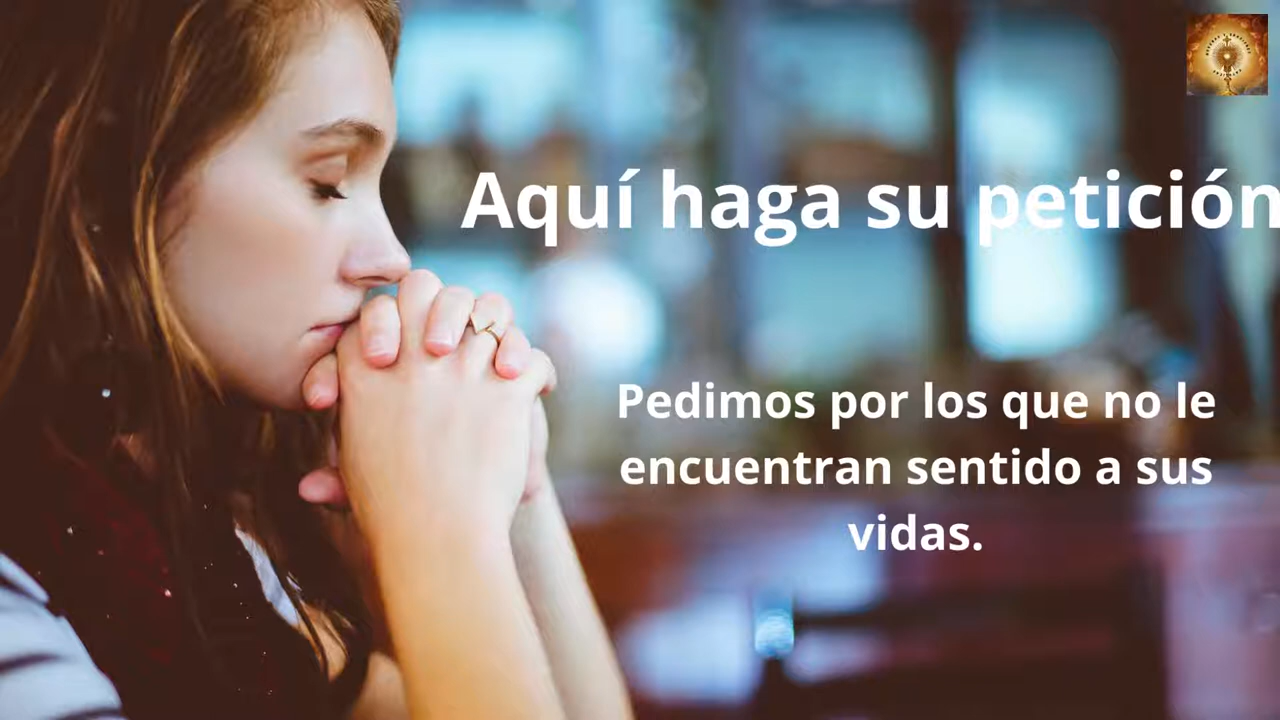 Aquí haga su petición
Pedimos por los que no le
encuentran sentido a sus
vidas.